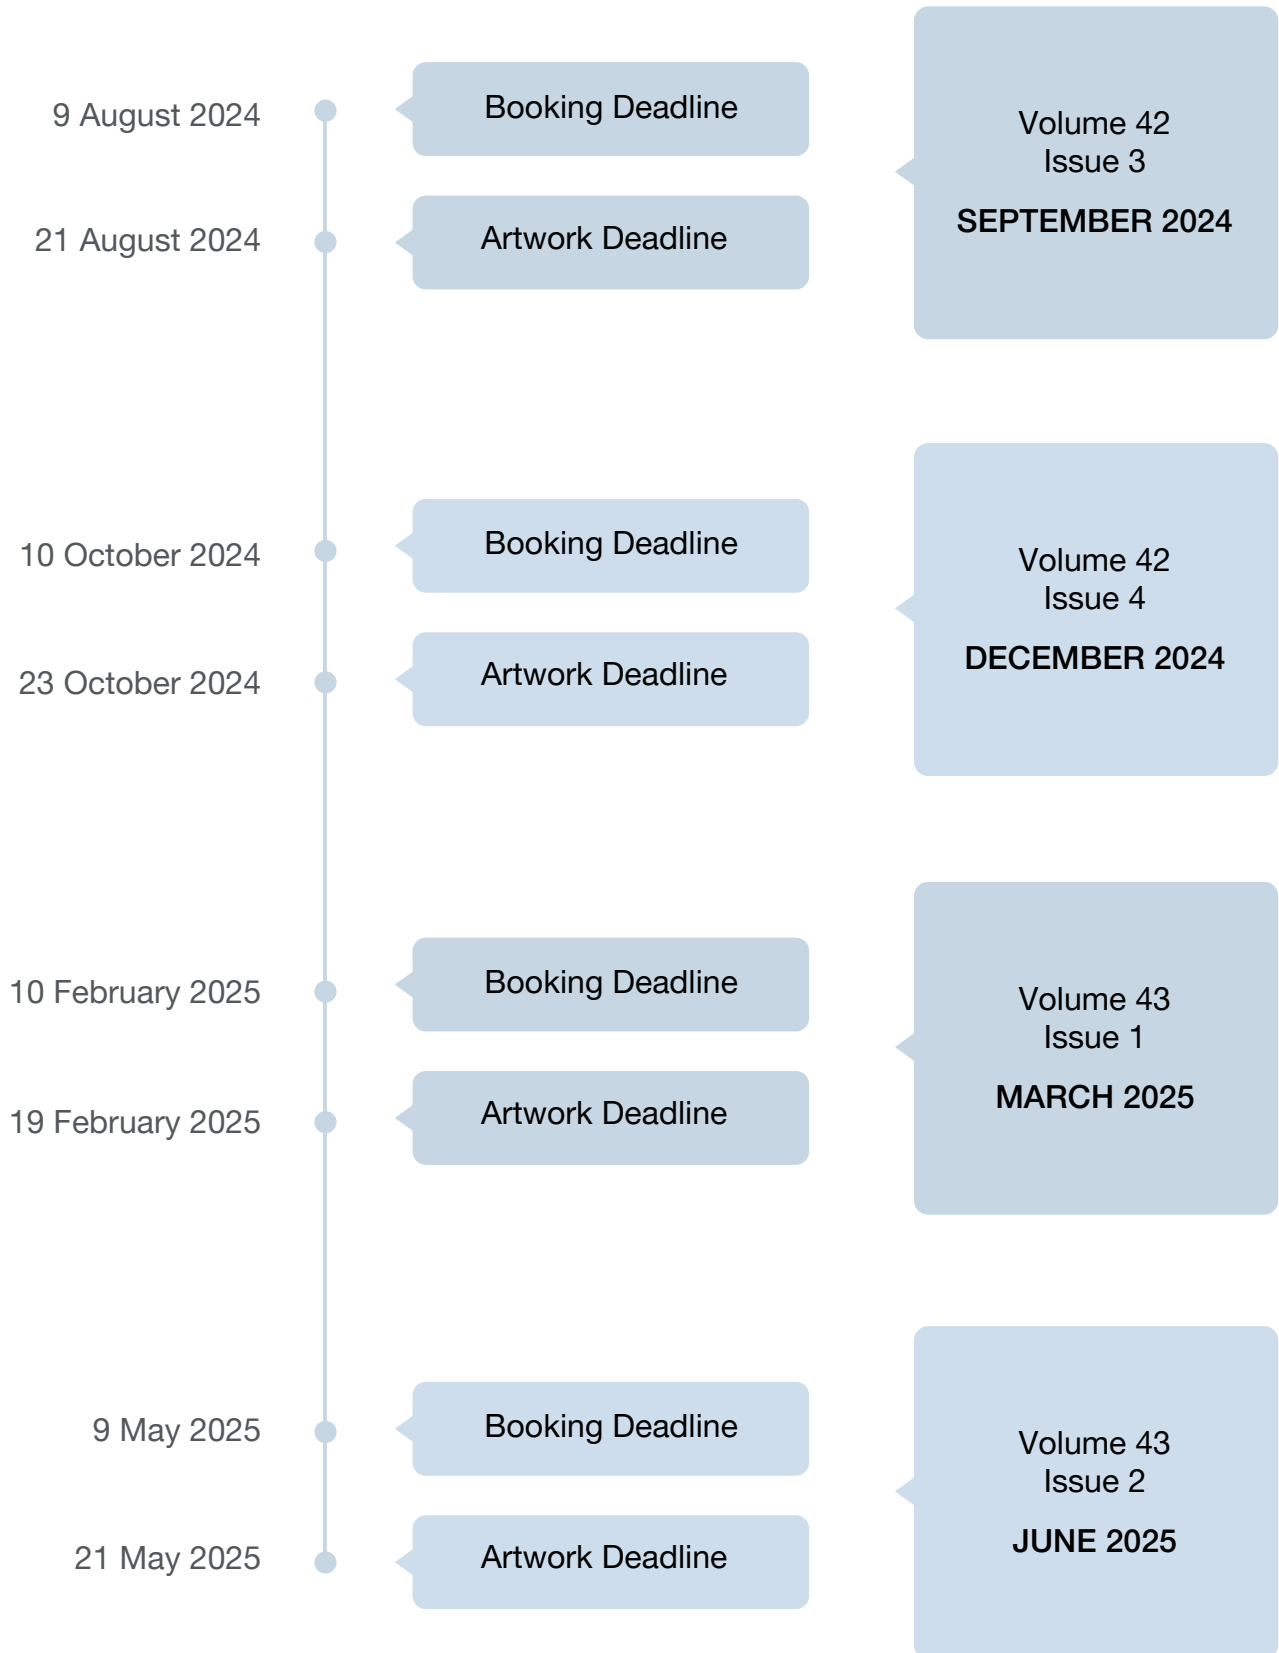 9 August 2024
Booking Deadline
21 August 2024
Artwork Deadline
Volume 42
Issue 3
SEPTEMBER 2024
10 October 2024
Booking Deadline
23 October 2024
Artwork Deadline
Volume 42
Issue 4
DECEMBER 2024
10 February 2025
Booking Deadline
19 February 2025
Artwork Deadline
Volume 43
Issue 1
MARCH 2025
9 May 2025
Booking Deadline
21 May 2025
Artwork Deadline
Volume 43
Issue 2
JUNE 2025